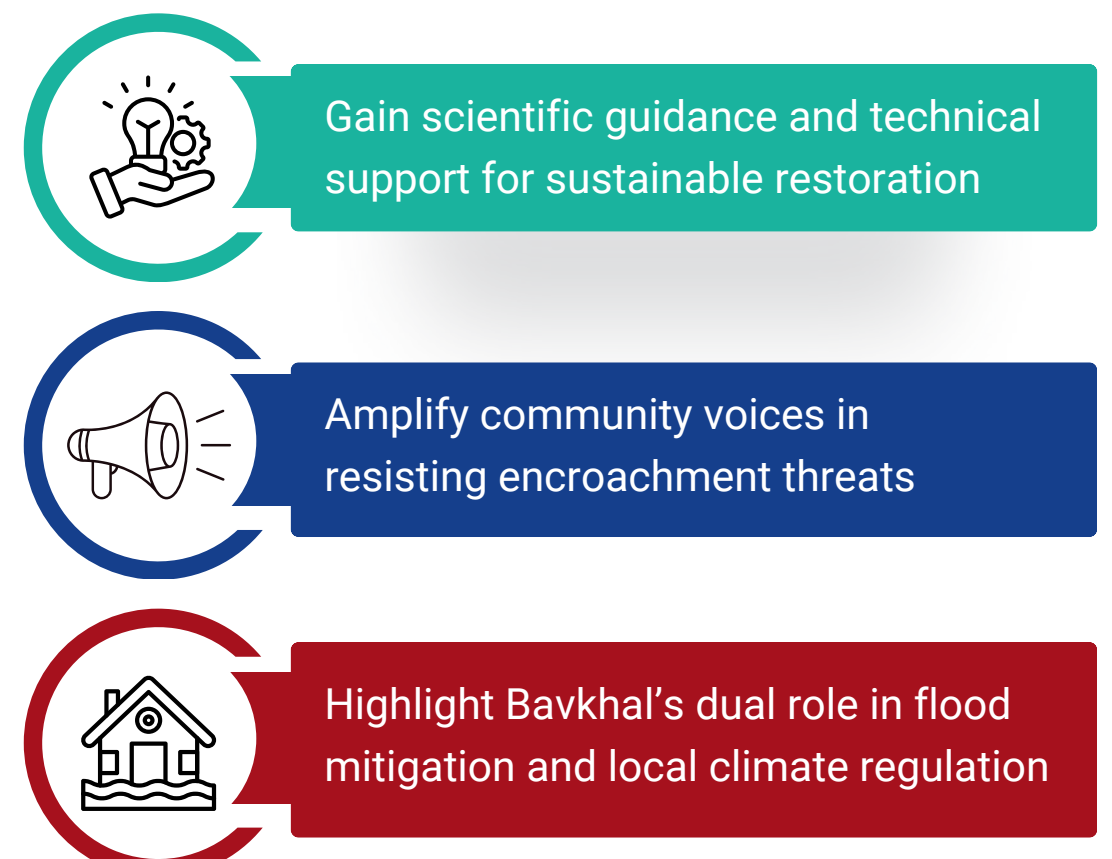 Gain scientific guidance and technical
support for sustainable restoration
Amplify community voices in
resisting encroachment threats
Highlight Bavkhal’s dual role in flood
mitigation and local climate regulation